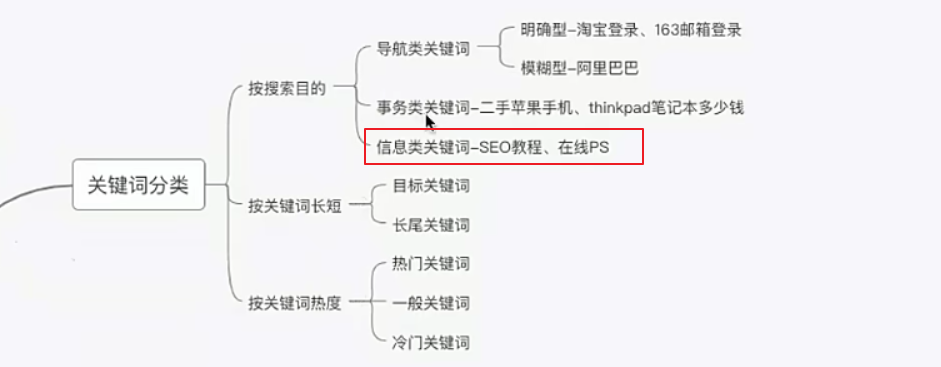 关键词分类
按搜索目的
导航类关键词
明确型-淘宝登录、163邮箱登录
模糊型-阿里巴巴
事务类关键词-二手苹果手机、thinkpad笔记本多少钱
信息类关键词-SEO教程、在线PS
按关键词长短
目标关键词
长尾关键词
按关键词热度
热门关键词
一般关键词
冷门关键词